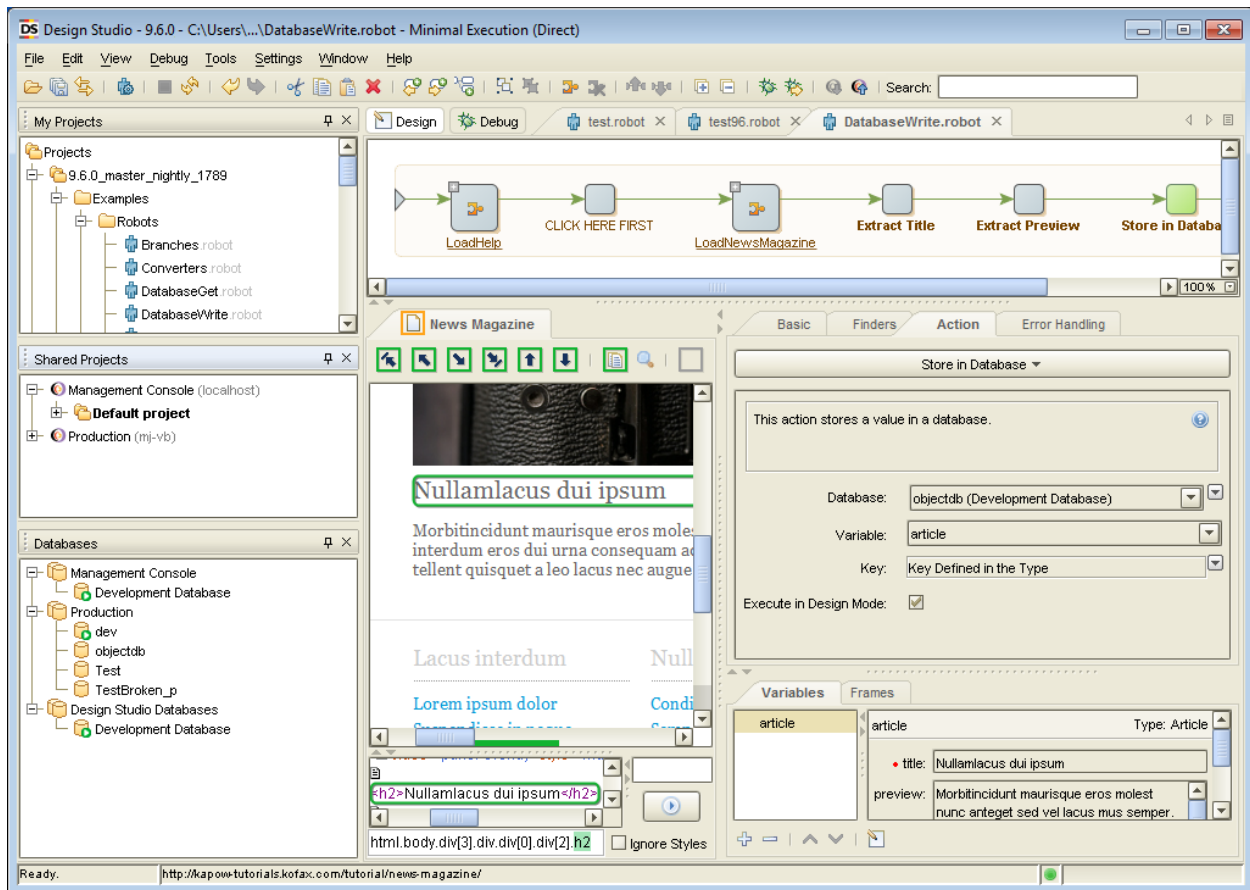 DS Design Studio - 9.6.0 - C:\Users\...\DatabaseWrite.robot - Minimal Execution (Direct)
File Edit View Debug Tools Settings Window Help
Search:
My Projects
Projects
9.6.0_master_nightly_1789
Examples
Robots
Branches.robot
Converters.robot
DatabaseGet.robot
DatabaseWrite.robot
Shared Projects
Management Console (localhost)
Default project
Production (mj-vb)
Databases
Management Console
Development Database
Production
dev
objectdb
Test
TestBroken_p
Design Studio Databases
Development Database
Design Debug test.robot test96.robot DatabaseWrite.robot
LoadHelp CLICK HERE FIRST LoadNewsMagazine Extract Title Extract Preview Store in Databa
100%
News Magazine
Nullamlacus dui ipsum
Morbitincidunt maurisque eros moles
interdum eros dui urna consequam ac
tellent quisquet a leo lacus nec augue
Lacus interdum Null
Lorem ipsum dolor Condi
<h2>Nullamlacus dui ipsum</h2>
html.body.div[3].div.div[0].div[2].h2 Ignore Styles
Basic Finders Action Error Handling
Store in Database
This action stores a value in a database.
Database: objectdb (Development Database)
Variable: article
Key: Key Defined in the Type
Execute in Design Mode:
Variables Frames
article
article Type: Article
title: Nullamlacus dui ipsum
preview: Morbitincidunt maurisque eros molest
nunc anteget sed vel lacus mus semper.
Ready. http://kapow-tutorials.kofax.com/tutorial/news-magazine/